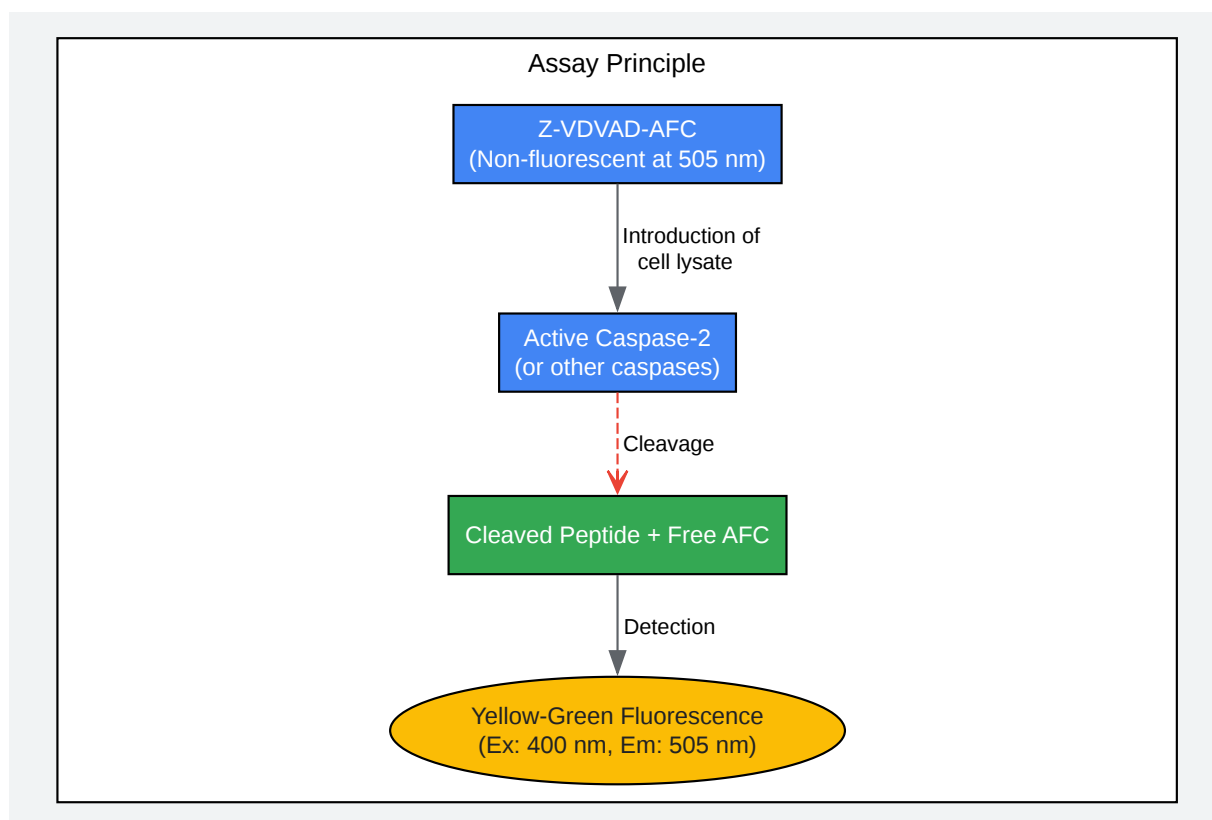 Assay Principle
Z-VDVAD-AFC
(Non-fluorescent at 505 nm)
Introduction of
cell lysate
Active Caspase-2
(or other caspases)
Cleavage
Cleaved Peptide + Free AFC
Detection
Yellow-Green Fluorescence
(Ex: 400 nm, Em: 505 nm)